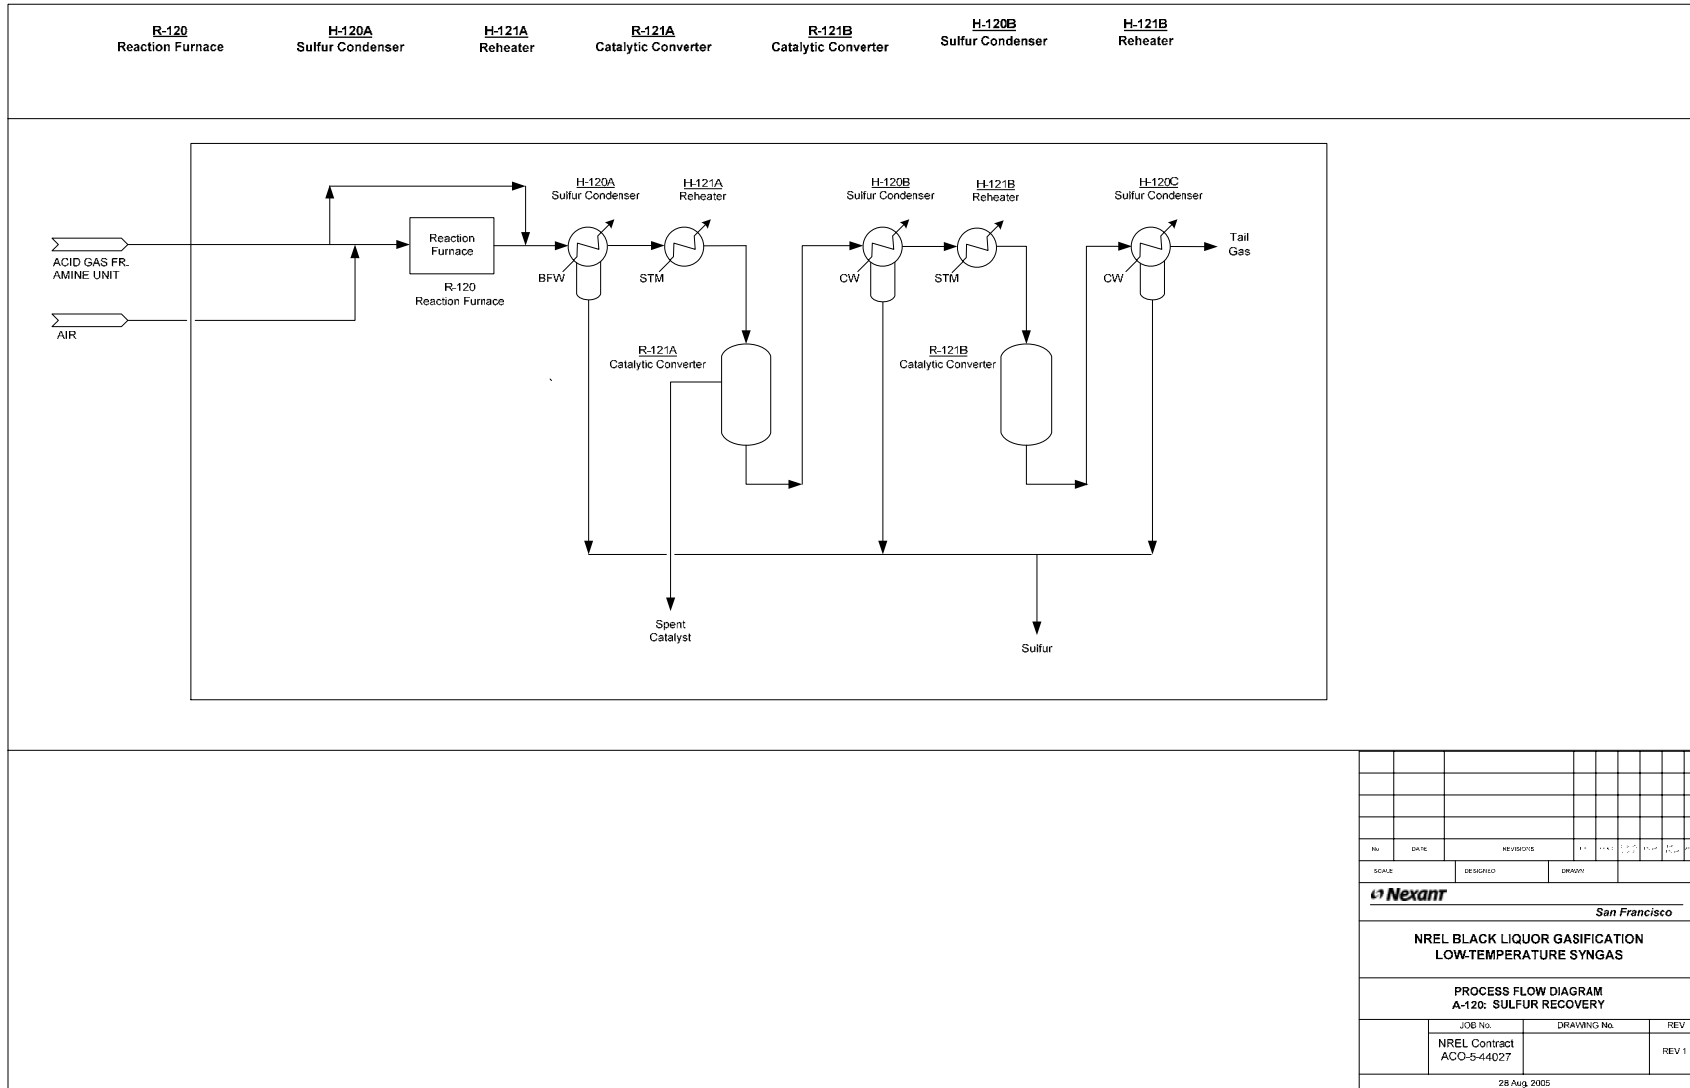 R-120
Reaction Furnace
H-120A
Sulfur Condenser
H-121A
Reheater
R-121A
Catalytic Converter
R-121B
Catalytic Converter
H-120B
Sulfur Condenser
H-121B
Reheater
H-120A
Sulfur Condenser
H-121A
Reheater
H-120B
Sulfur Condenser
H-121B
Reheater
H-120C
Sulfur Condenser
ACID GAS FR.
AMINE UNIT
Reaction
Furnace
R-120
Reaction Furnace
BFW
STM
CW
STM
CW
Tail
Gas
AIR
R-121A
Catalytic Converter
R-121B
Catalytic Converter
Spent
Catalyst
Sulfur
No
DATE
REVISIONS
SCALE
DESIGNED
DRAWN
Nexant
San Francisco
NREL BLACK LIQUOR GASIFICATION
LOW-TEMPERATURE SYNGAS
PROCESS FLOW DIAGRAM
A-120: SULFUR RECOVERY
JOB No.
DRAWING No.
REV
NREL Contract
ACO-5-44027
REV 1
28 Aug, 2005